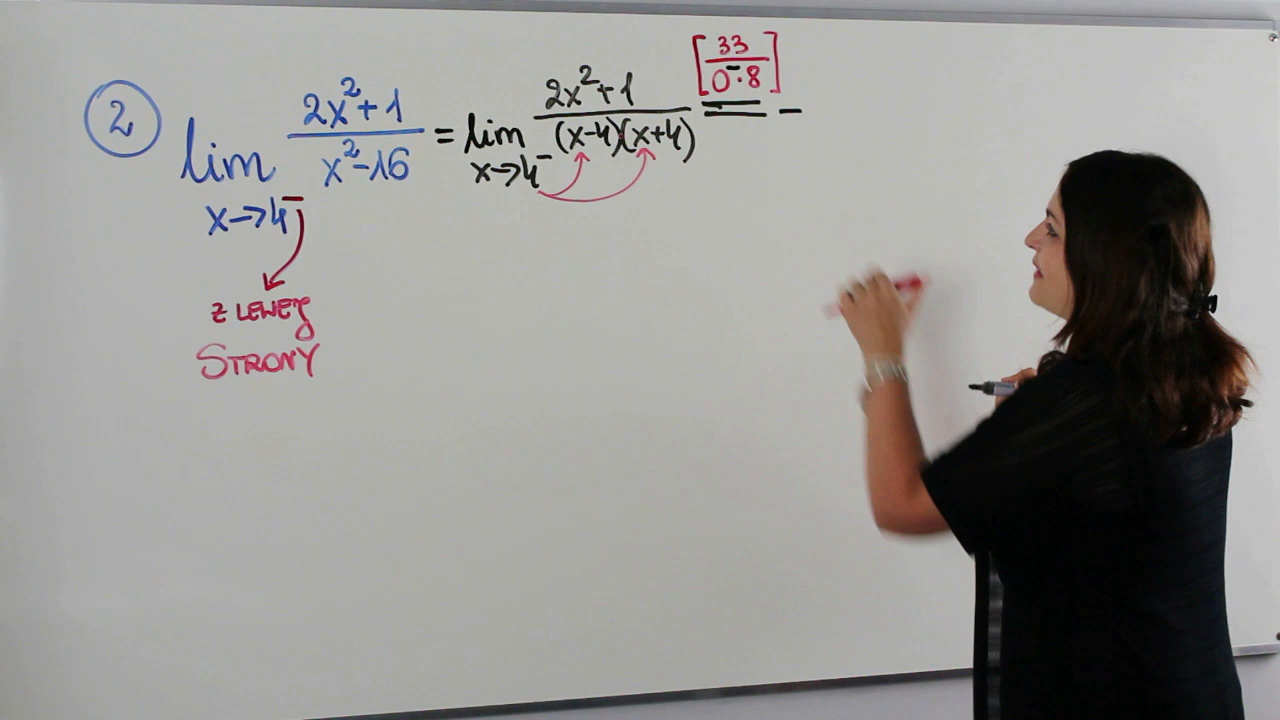 2
lim 2x²+1 / x²-16 = lim 2x²+1 / (x-4)(x+4) = [33 / 0⁻·8] -
x→4⁻ x→4⁻
Z LEWEJ
STRONY